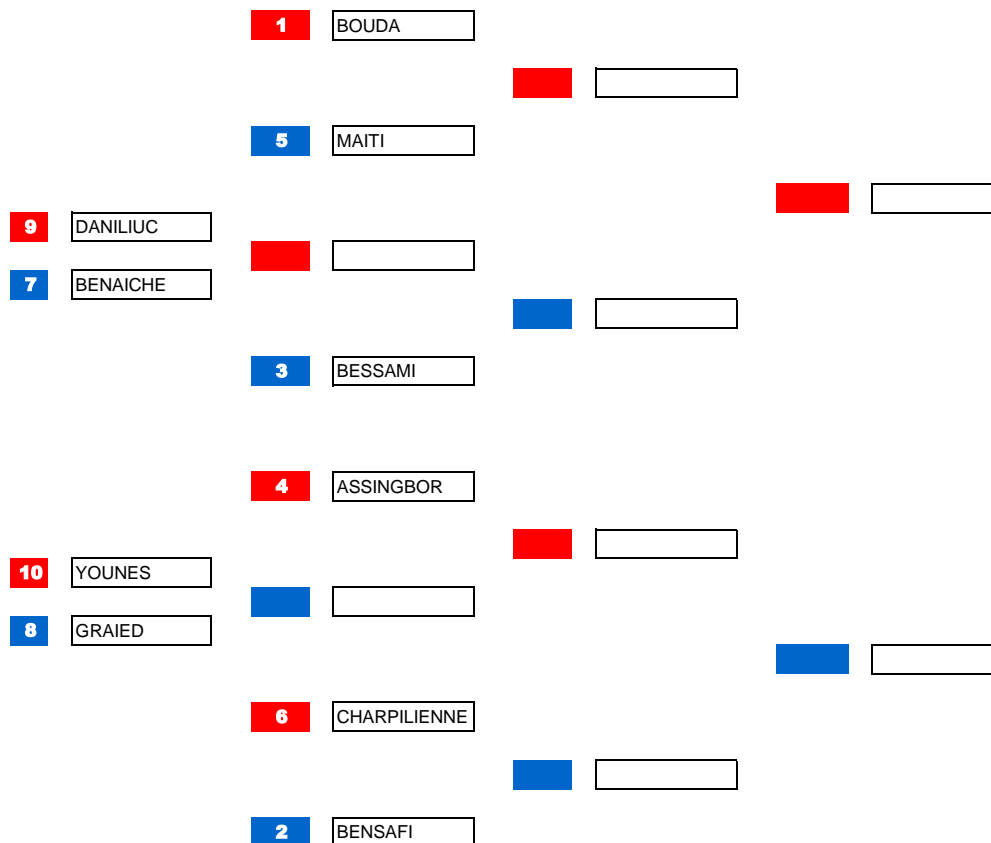 1 BOUDA
5 MAITI
9 DANILIUC
7 BENAICHE
3 BESSAMI
4 ASSINGBOR
10 YOUNES
8 GRAIED
6 CHARPILIENNE
2 BENSAFI